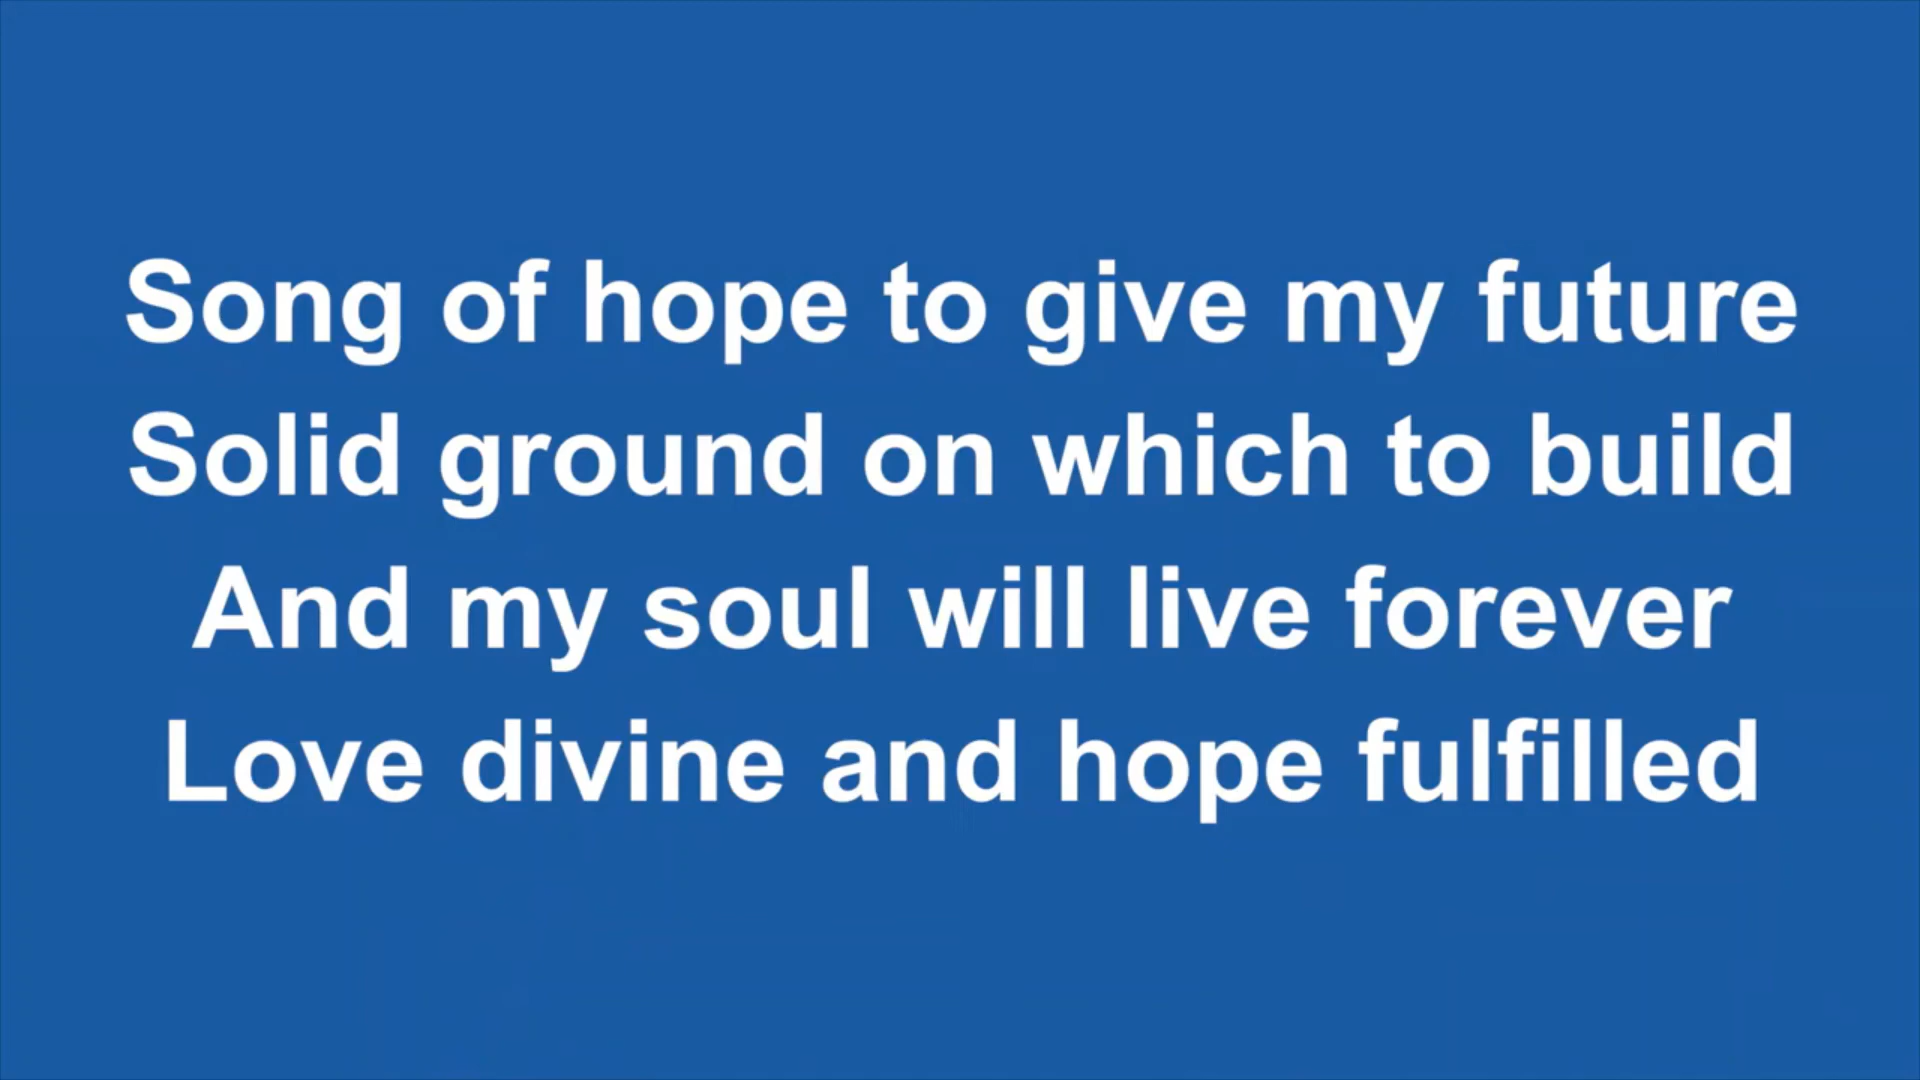 Song of hope to give my future
Solid ground on which to build
And my soul will live forever
Love divine and hope fulfilled